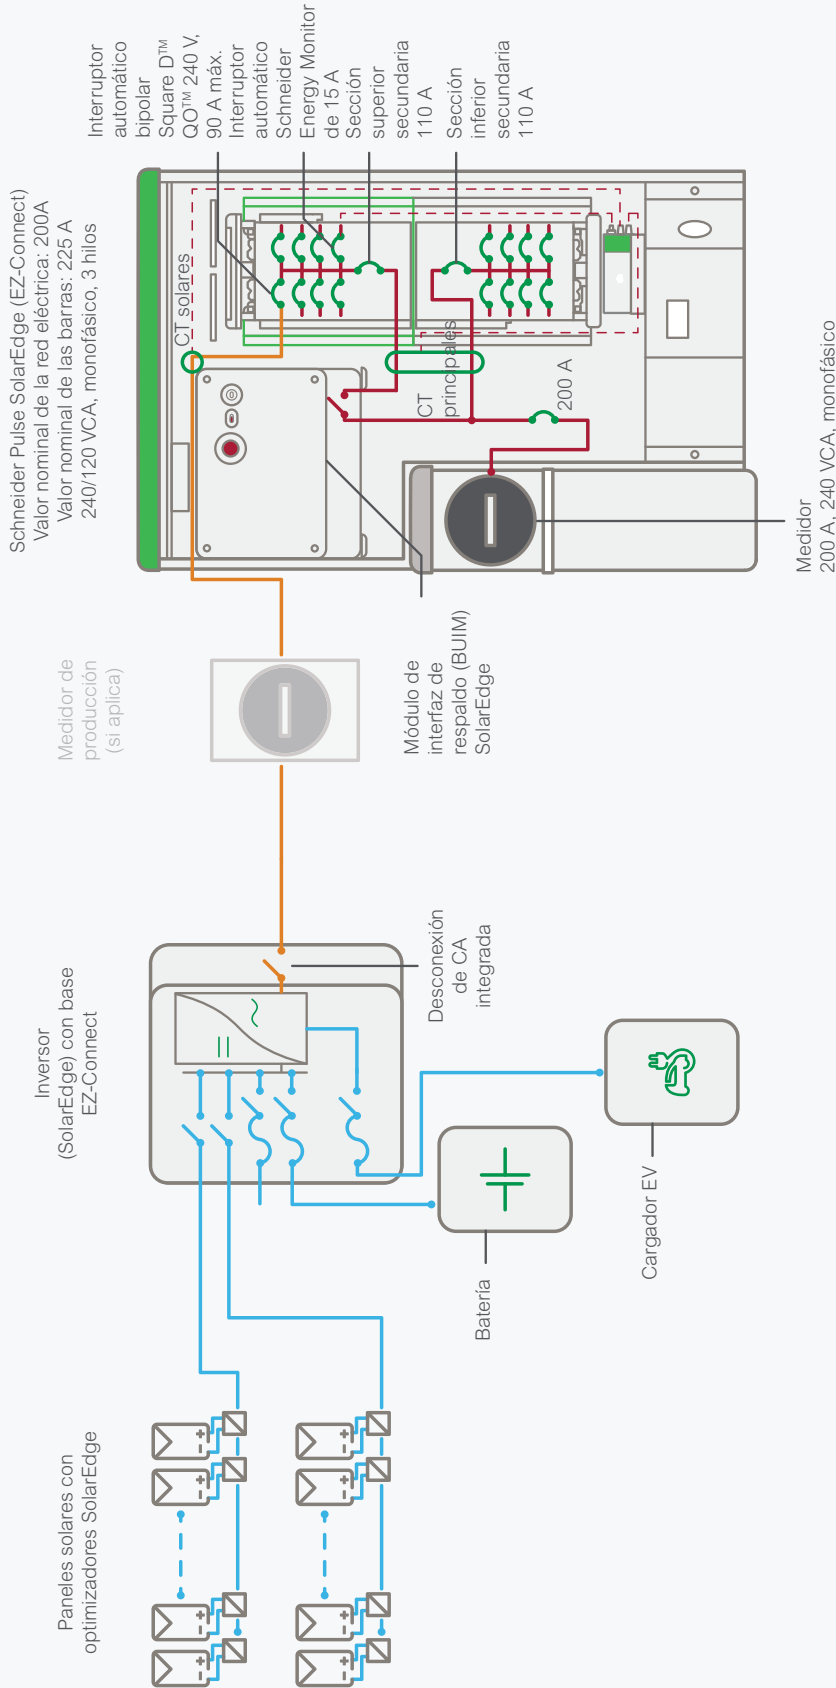 Paneles solares con
optimizadores SolarEdge
Inversor
(SolarEdge) con base
EZ-Connect
Medidor de
producción
(si aplica)
Schneider Pulse SolarEdge (EZ-Connect)
Valor nominal de la red eléctrica: 200A
Valor nominal de las barras: 225 A
240/120 VCA, monofásico, 3 hilos
Interruptor
automático
bipolar
Square D™
QO™ 240 V,
90 A máx.
Interruptor
automático
Schneider
Energy Monitor
de 15 A
Sección
superior
secundaria
110 A
Sección
inferior
secundaria
110 A
CT solares
CT
principales
200 A
Batería
Cargador EV
Desconexión
de CA
integrada
Módulo de
interfaz de
respaldo (BUIM)
SolarEdge
Medidor
200 A, 240 VCA, monofásico